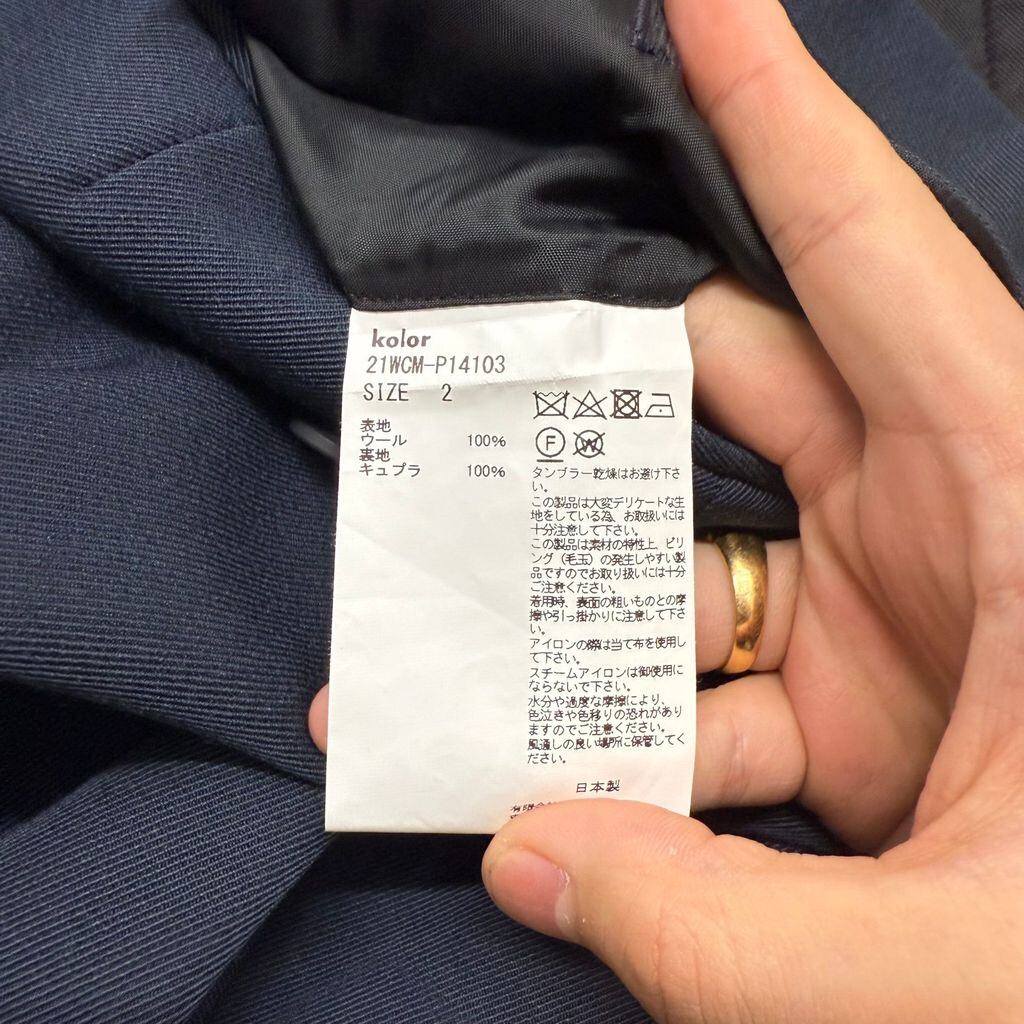 kolor
21WCM-P14103
SIZE 2
表地
ウール 100%
裏地
キュプラ 100%
F
W
タンブラー乾燥はお避け下さ
い。
この製品は大変デリケートな生
地をしている為、お取扱いには
十分注意して下さい。
この製品は素材の特性上、ピリ
ング(毛玉)の発生しやすい製
品ですのでお取り扱いには十分
ご注意ください。
着用時、表面の粗いものとの摩
擦や引っ掛かりに注意して下さ
い。
アイロンの際は当て布を使用し
て下さい。
スチームアイロンは御使用に
ならないで下さい。
水分や過度な摩擦により、
色泣きや色移りの恐れがあり
ますのでご注意ください。
風通しの良い場所に保管してく
ださい。
日本製
有限会